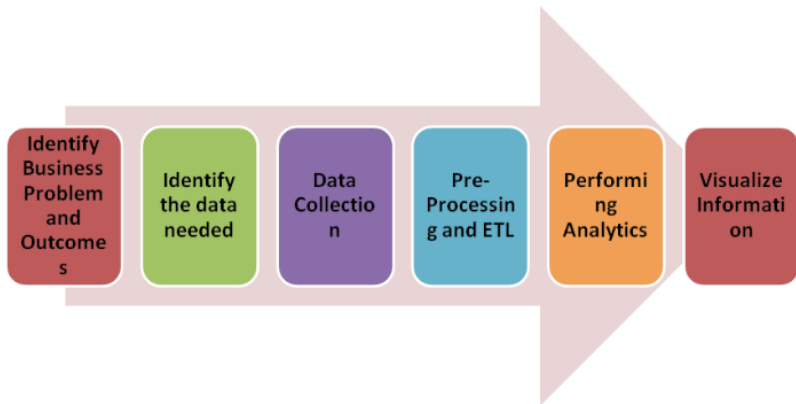 Identify
Business
Problem
and
Outcome
s
Identify
the data
needed
Data
Collectio
n
Pre-
Processin
g and ETL
Performi
ng
Analytics
Visualize
Informati
on